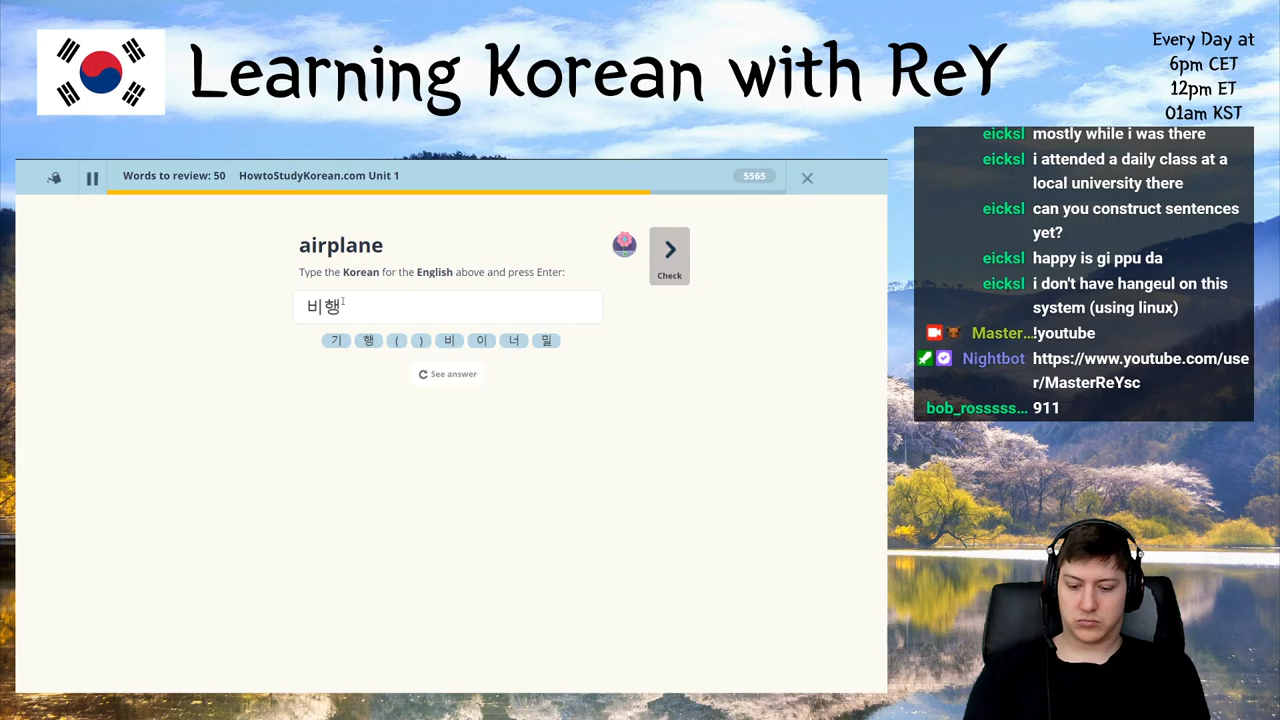 Learning Korean with ReY
Every Day at
6pm CET
12pm ET
01am KST
Words to review: 50 HowtoStudyKorean.com Unit 1
5565
airplane
Type the Korean for the English above and press Enter:
비행
Check
기 행 ( ) 비 이 너 밀
See answer
eicksl mostly while i was there
eicksl i attended a daily class at a
local university there
eicksl can you construct sentences
yet?
eicksl happy is gi ppu da
eicksl i don't have hangeul on this
system (using linux)
Master... !youtube
Nightbot https://www.youtube.com/use
r/MasterReYsc
bob_rosssss... 911